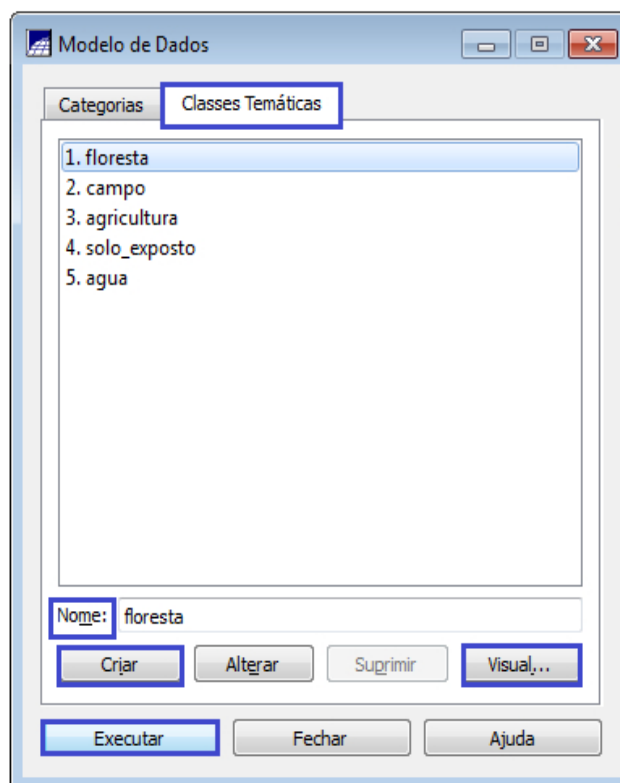 Modelo de Dados
Categorias Classes Temáticas
1. floresta
2. campo
3. agricultura
4. solo_exposto
5. agua
Nome: floresta
Criar Alterar Suprimir Visual...
Executar Fechar Ajuda